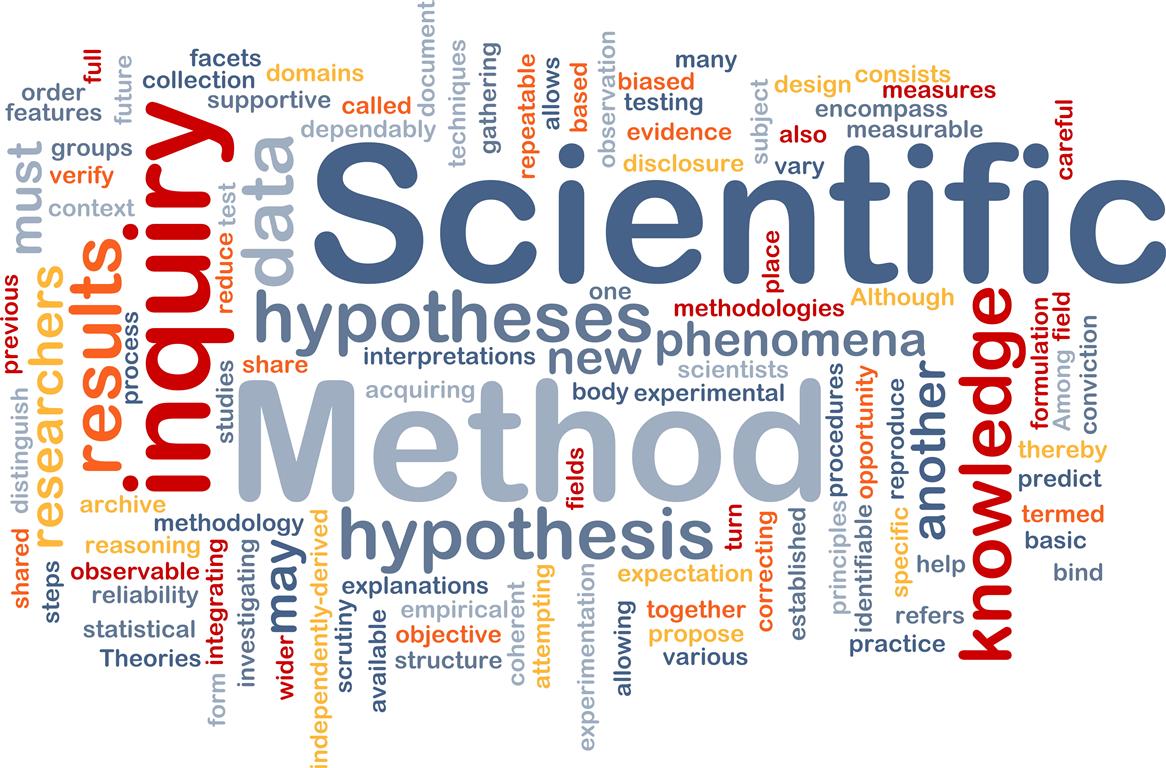 document
full
future
facets
collection
domains
order
features
supportive
called
dependably
techniques
gathering
repeatable
allows
based
observation
many
biased
testing
evidence
disclosure
subject
design
consists
measures
encompass
also
measurable
vary
careful
must
groups
verify
context
inquiry
test
data
Scientific
previous
researchers
results
process
reduce
studies
share
hypotheses
one
place
methodologies
Although
phenomena
interpretations
new
scientists
acquiring
body
experimental
Method
fields
procedures
opportunity
reproduce
another
knowledge
formulation
field
Among
conviction
thereby
predict
termed
basic
bind
distinguish
archive
shared
steps
methodology
reasoning
observable
reliability
statistical
Theories
integrating
form
investigating
may
wider
independently-derived
hypothesis
explanations
scrutiny
available
empirical
objective
structure
coherent
attempting
experimentation
allowing
expectation
together
propose
various
turn
correcting
established
principles
identifiable
specific
help
refers
practice